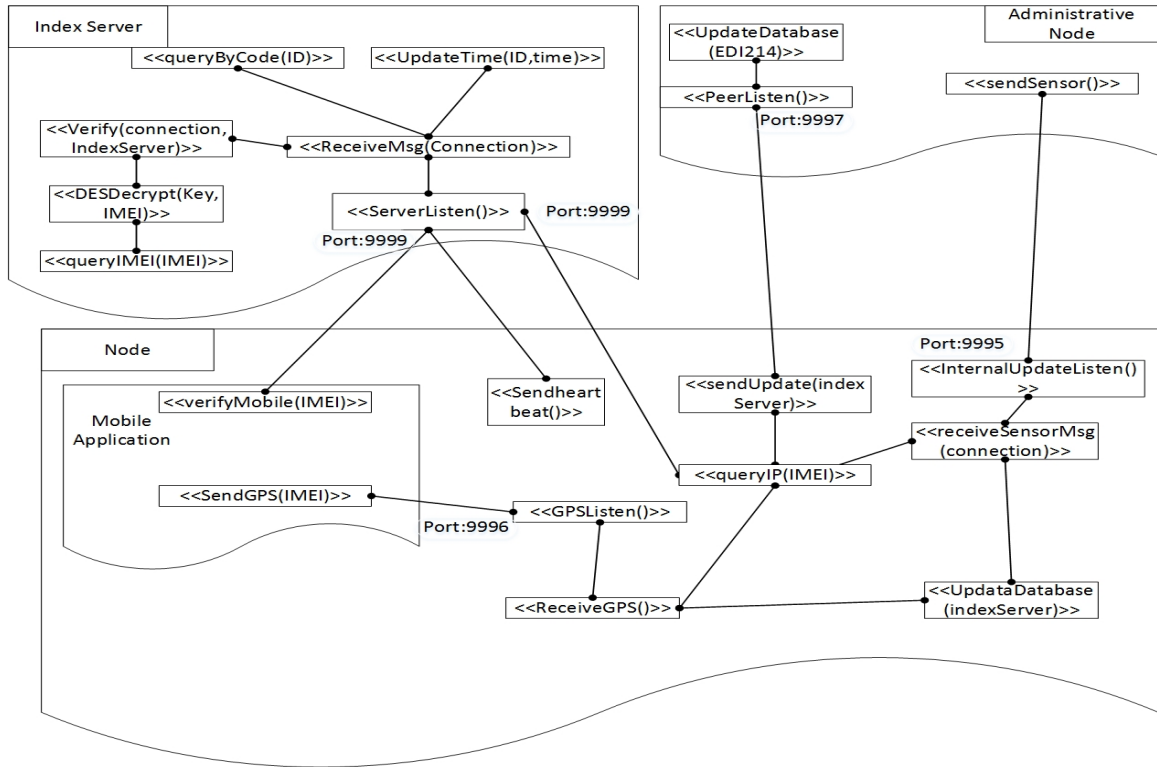 Index Server
<<queryByCode(ID)>>
<<UpdateTime(ID,time)>>
<<Verify(connection,
IndexServer)>>
<<ReceiveMsg(Connection)>>
<<DESDecrypt(Key,
IMEI)>>
<<ServerListen()>>
Port:9999
Port:9999
<<queryIMEI(IMEI)>>
Administrative
Node
<<UpdateDatabase
(EDI214)>>
<<PeerListen()>>
Port:9997
<<sendSensor()>>
Node
Mobile
Application
<<verifyMobile(IMEI)>>
<<Sendheart
beat()>>
<<sendUpdate(index
Server)>>
Port:9995
<<InternalUpdateListen()
>>
<<receiveSensorMsg
(connection)>>
<<queryIP(IMEI)>>
<<SendGPS(IMEI)>>
Port:9996
<<GPSListen()>>
<<ReceiveGPS()>>
<<UpdataDatabase
(indexServer)>>